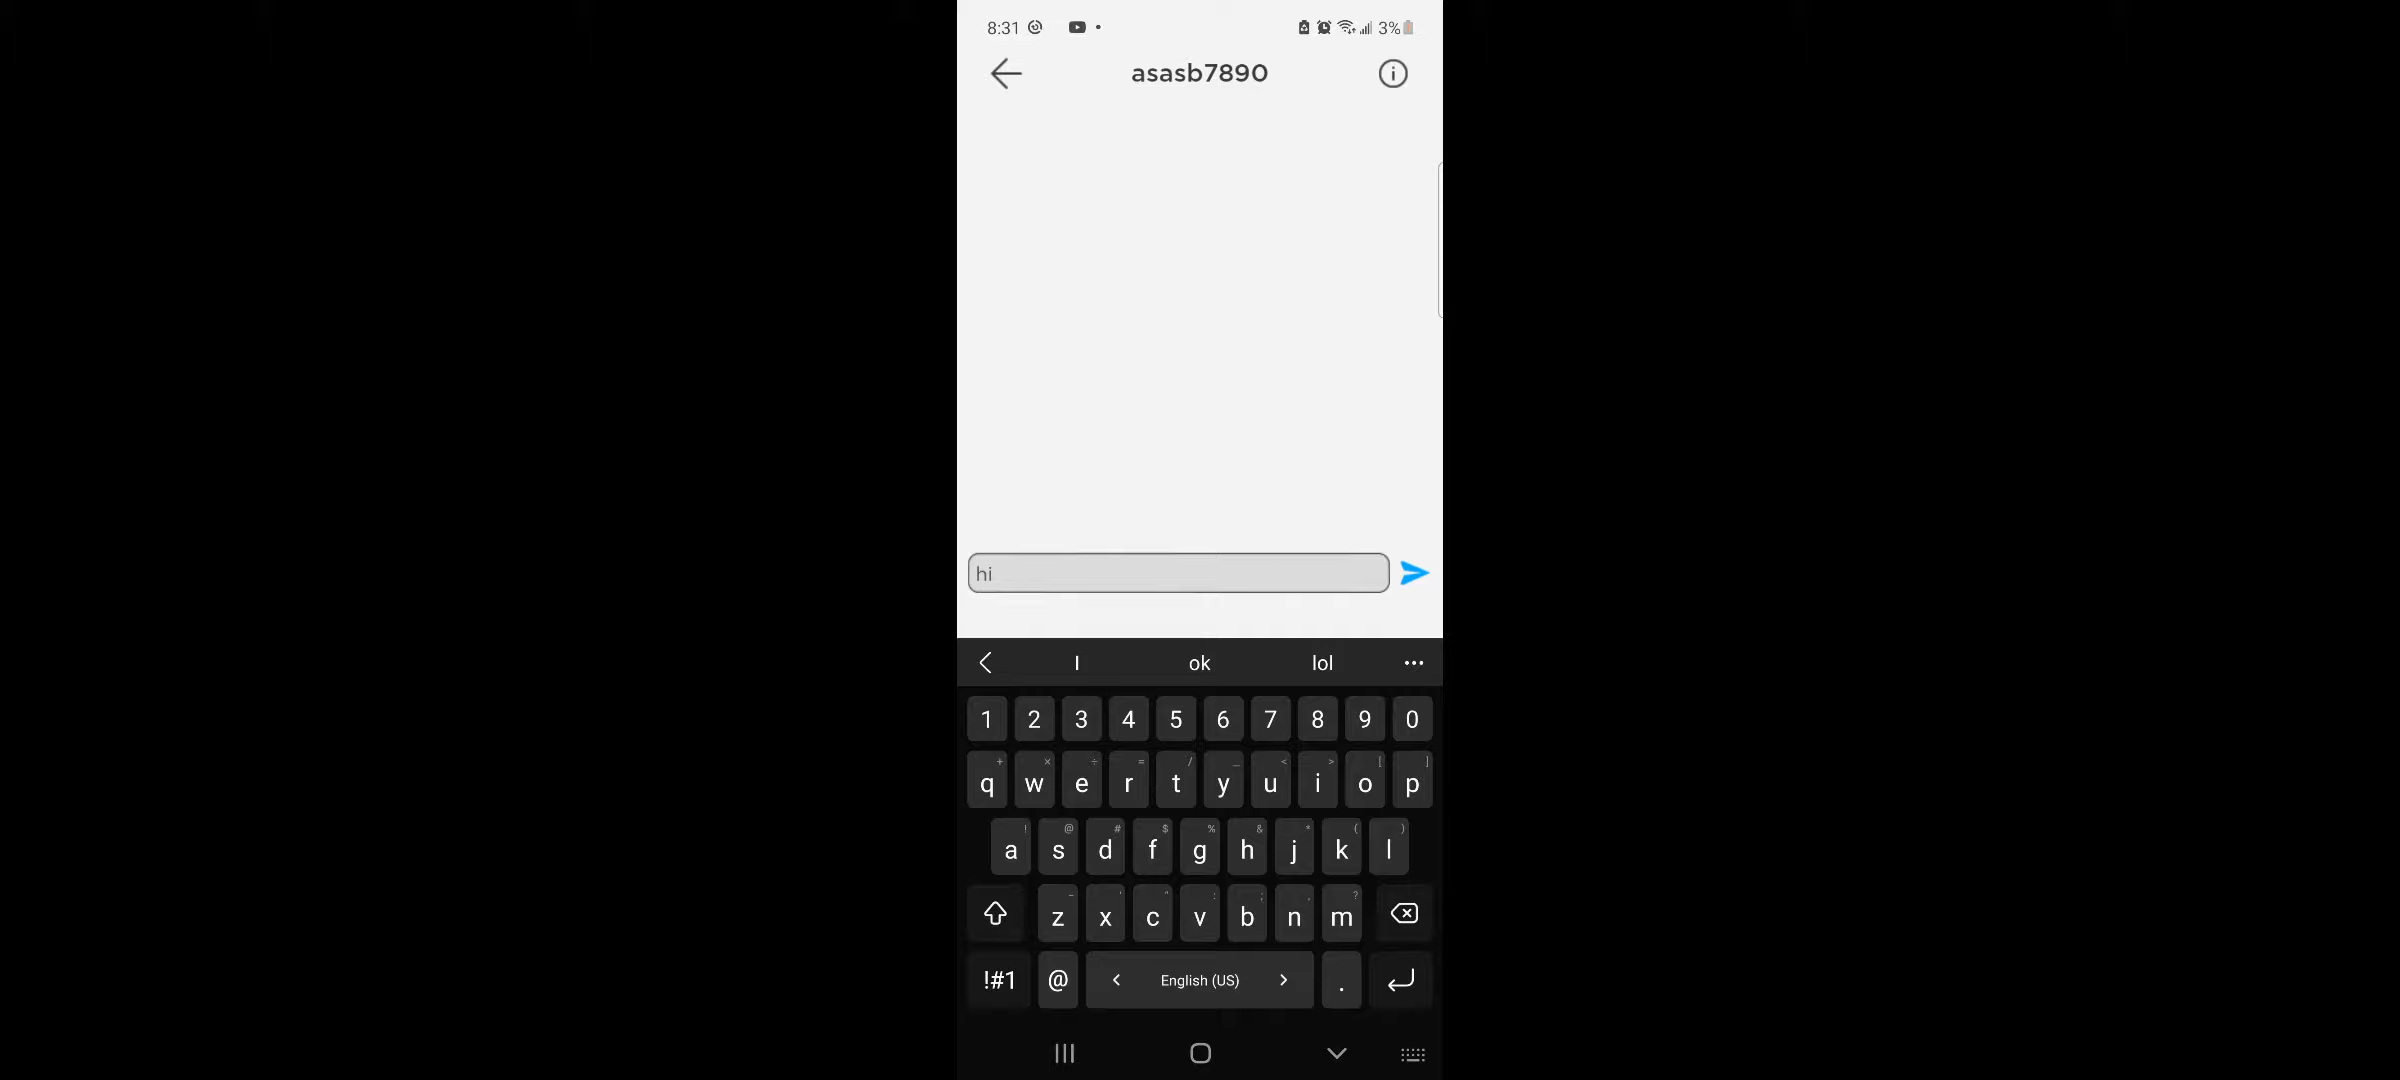 8:31 3%
asasb7890
hi
I ok lol
1 2 3 4 5 6 7 8 9 0
+ × ÷ = / _ < > [ ]
q w e r t y u i o p
! @ # $ % & * ( )
a s d f g h j k l
- ' " : ; , ?
z x c v b n m
!#1 @ < English (US) > .